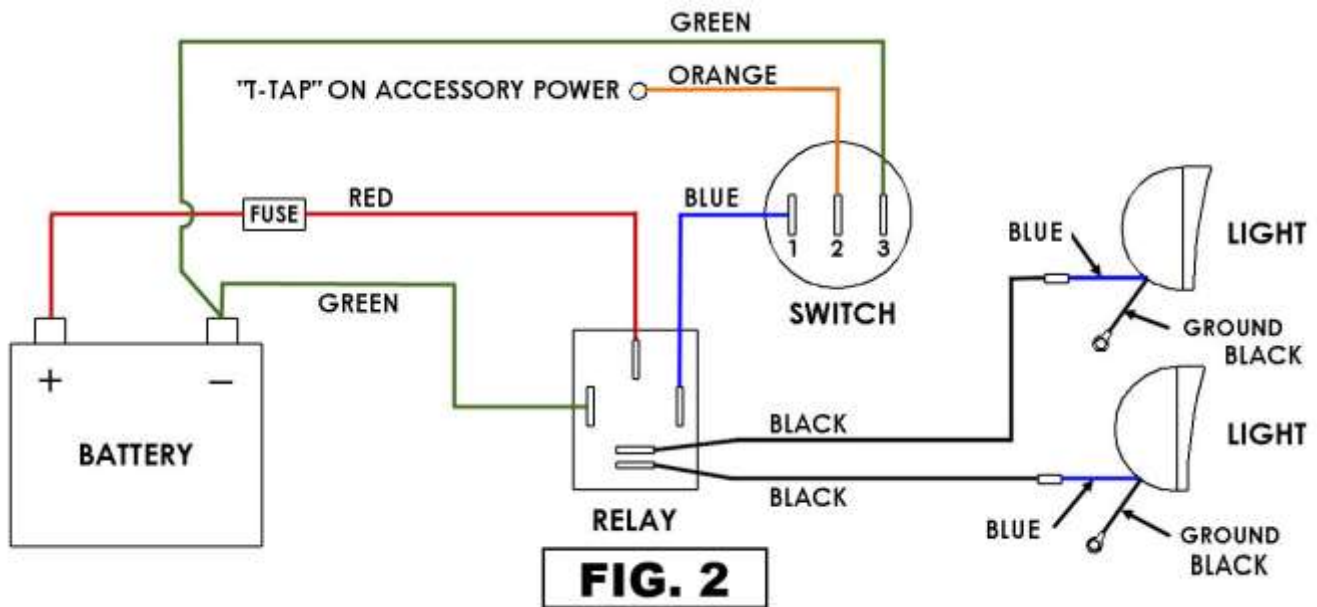 GREEN
"T-TAP" ON ACCESSORY POWER
ORANGE
FUSE
RED
BLUE
1 2 3
SWITCH
BLUE
LIGHT
GROUND
BLACK
GREEN
+ −
BATTERY
RELAY
BLACK
BLACK
LIGHT
BLUE
GROUND
BLACK
FIG. 2